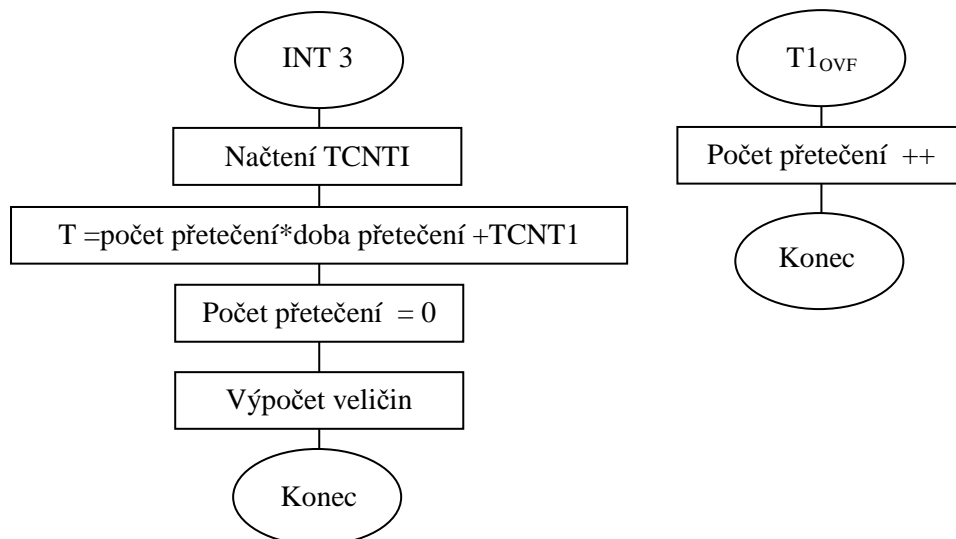 INT 3
Načtení TCNTI
T =počet přetečení*doba přetečení +TCNT1
Počet přetečení = 0
Výpočet veličin
Konec
T1OVF
Počet přetečení ++
Konec